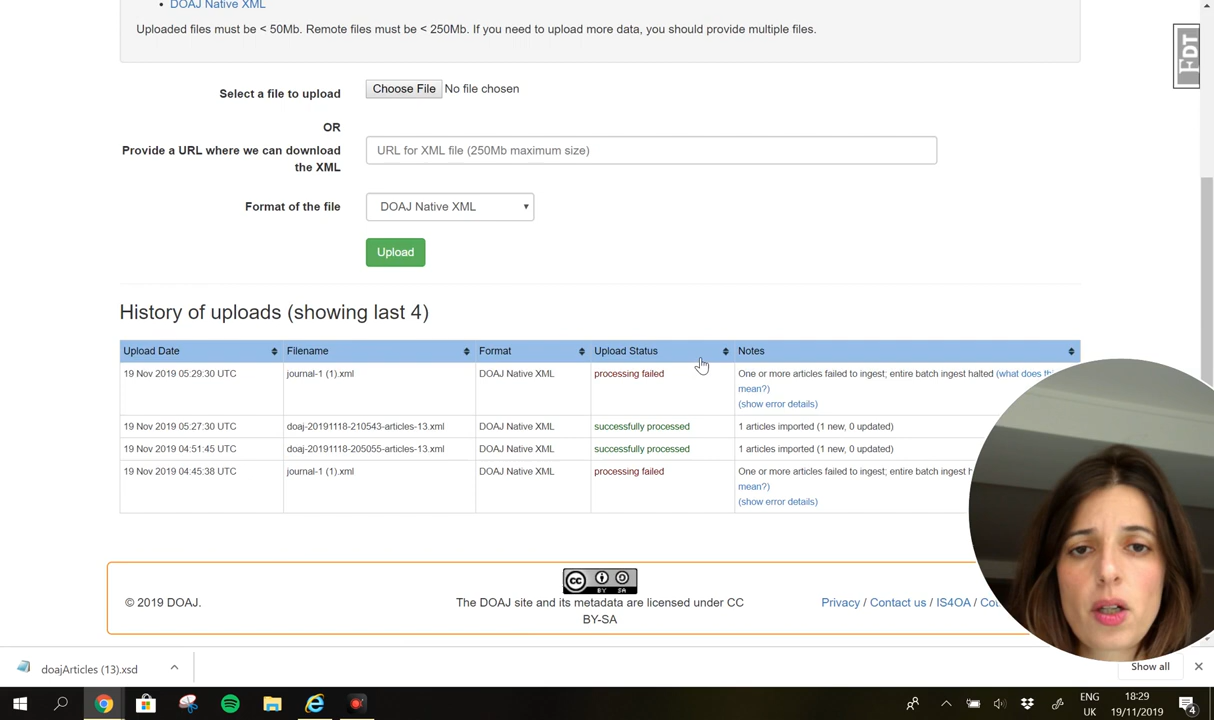 DOAJ Native XML
Uploaded files must be < 50Mb. Remote files must be < 250Mb. If you need to upload more data, you should provide multiple files.
FDT
Select a file to upload
Choose File No file chosen
OR
Provide a URL where we can download
the XML
URL for XML file (250Mb maximum size)
Format of the file
DOAJ Native XML
Upload
History of uploads (showing last 4)
Upload Date Filename Format Upload Status Notes
19 Nov 2019 05:29:30 UTC journal-1 (1).xml DOAJ Native XML processing failed One or more articles failed to ingest; entire batch ingest halted (what does
mean?)
(show error details)
19 Nov 2019 05:27:30 UTC doaj-20191118-210543-articles-13.xml DOAJ Native XML successfully processed 1 articles imported (1 new, 0 updated)
19 Nov 2019 04:51:45 UTC doaj-20191118-205055-articles-13.xml DOAJ Native XML successfully processed 1 articles imported (1 new, 0 updated)
19 Nov 2019 04:45:38 UTC journal-1 (1).xml DOAJ Native XML processing failed One or more articles failed to ingest; entire batch ingest
mean?)
(show error details)
cc BY SA
© 2019 DOAJ.
The DOAJ site and its metadata are licensed under CC
BY-SA
Privacy / Contact us / IS4OA /
doajArticles (13).xsd
Show all
ENG
UK
18:29
19/11/2019
4